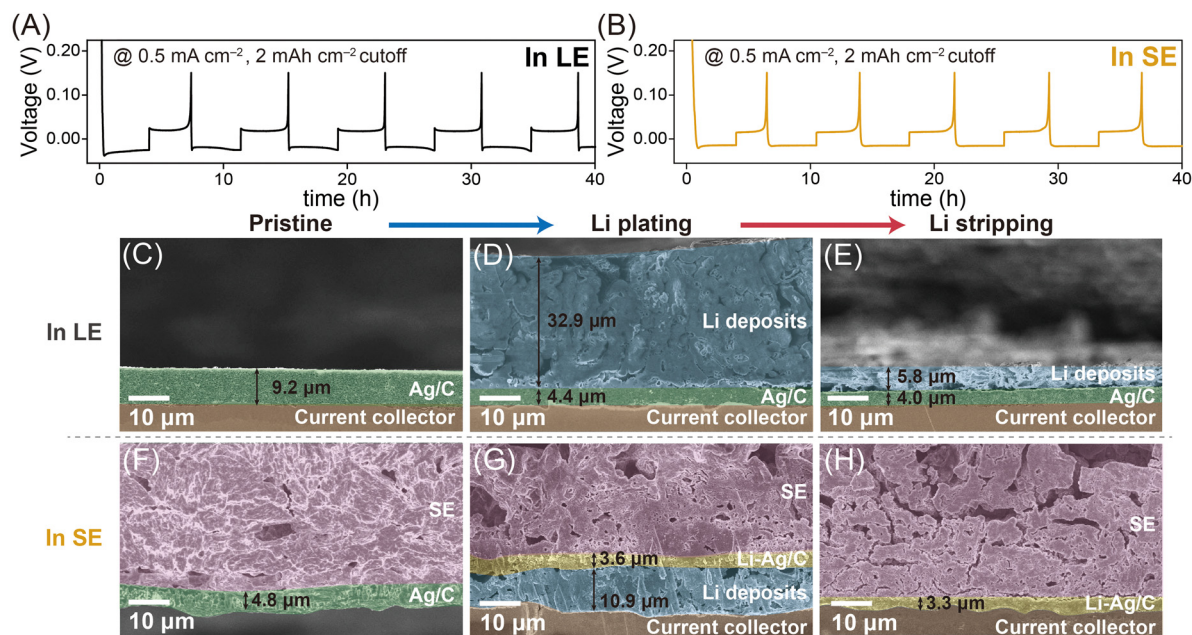 (A)
@ 0.5 mA cm⁻², 2 mAh cm⁻² cutoff
In LE
Voltage (V)
0.20
0.10
0.00
0
10
20
30
40
time (h)
(B)
@ 0.5 mA cm⁻², 2 mAh cm⁻² cutoff
In SE
Voltage (V)
0.20
0.10
0.00
0
10
20
30
40
time (h)
Pristine
Li plating
Li stripping
In LE
(C)
9.2 μm
Ag/C
10 μm
Current collector
(D)
32.9 μm
Li deposits
4.4 μm
Ag/C
10 μm
Current collector
(E)
5.8 μm
Li deposits
4.0 μm
Ag/C
10 μm
Current collector
In SE
(F)
SE
4.8 μm
Ag/C
10 μm
(G)
SE
3.6 μm
Li-Ag/C
Li deposits
10.9 μm
10 μm
Current collector
(H)
SE
3.3 μm
Li-Ag/C
10 μm
Current collector